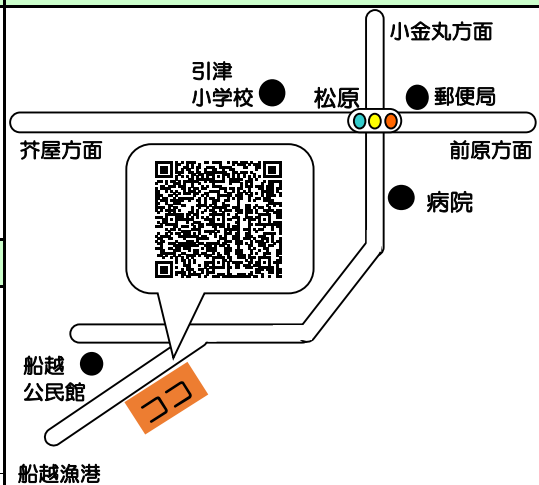 小金丸方面
引津
小学校
松原
郵便局
芥屋方面
前原方面
病院
船越
公民館
ココ
船越漁港